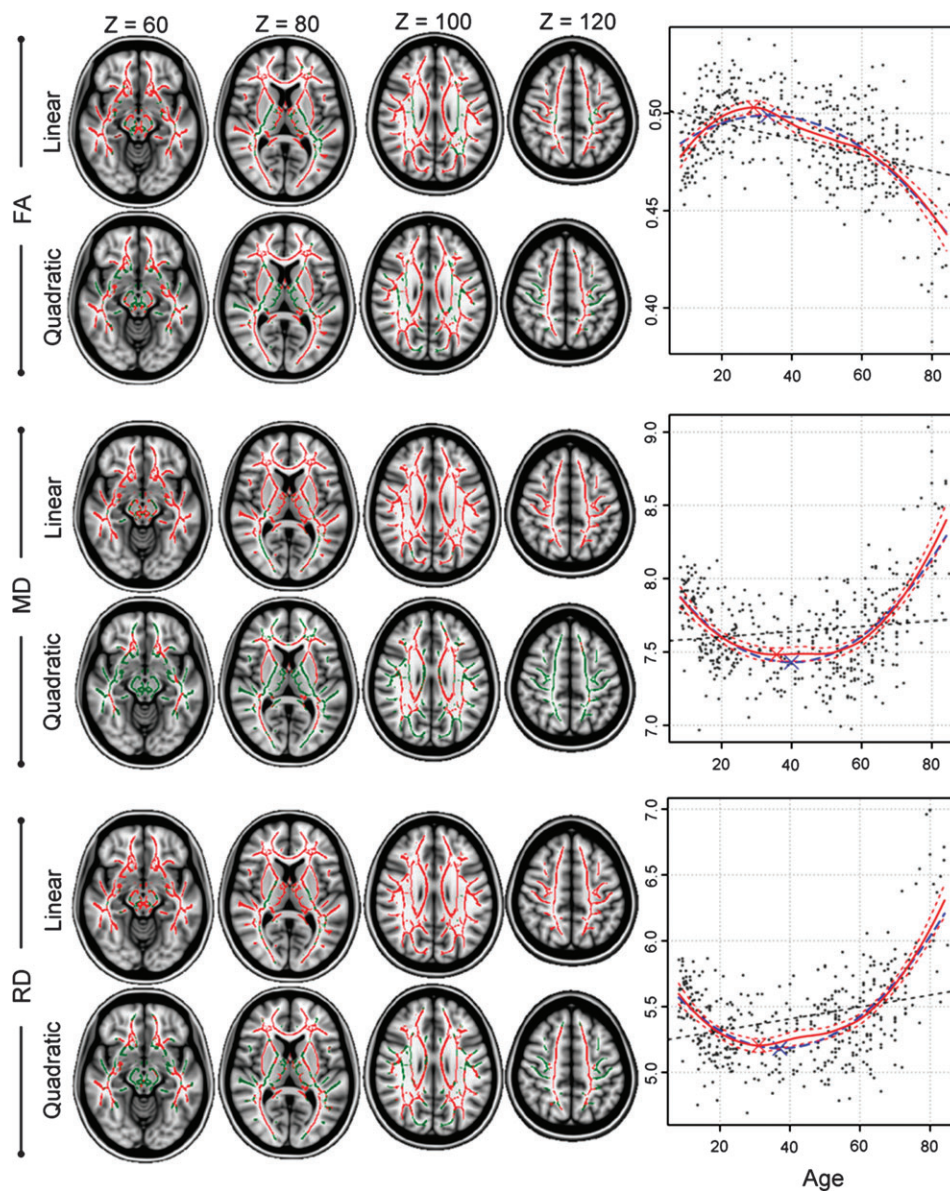 Z = 60 Z = 80 Z = 100 Z = 120
FA
Linear
Quadratic
0.50
0.45
0.40
20 40 60 80
MD
Linear
Quadratic
9.0
8.5
8.0
7.5
7.0
20 40 60 80
RD
Linear
Quadratic
7.0
6.5
6.0
5.5
5.0
20 40 60 80
Age